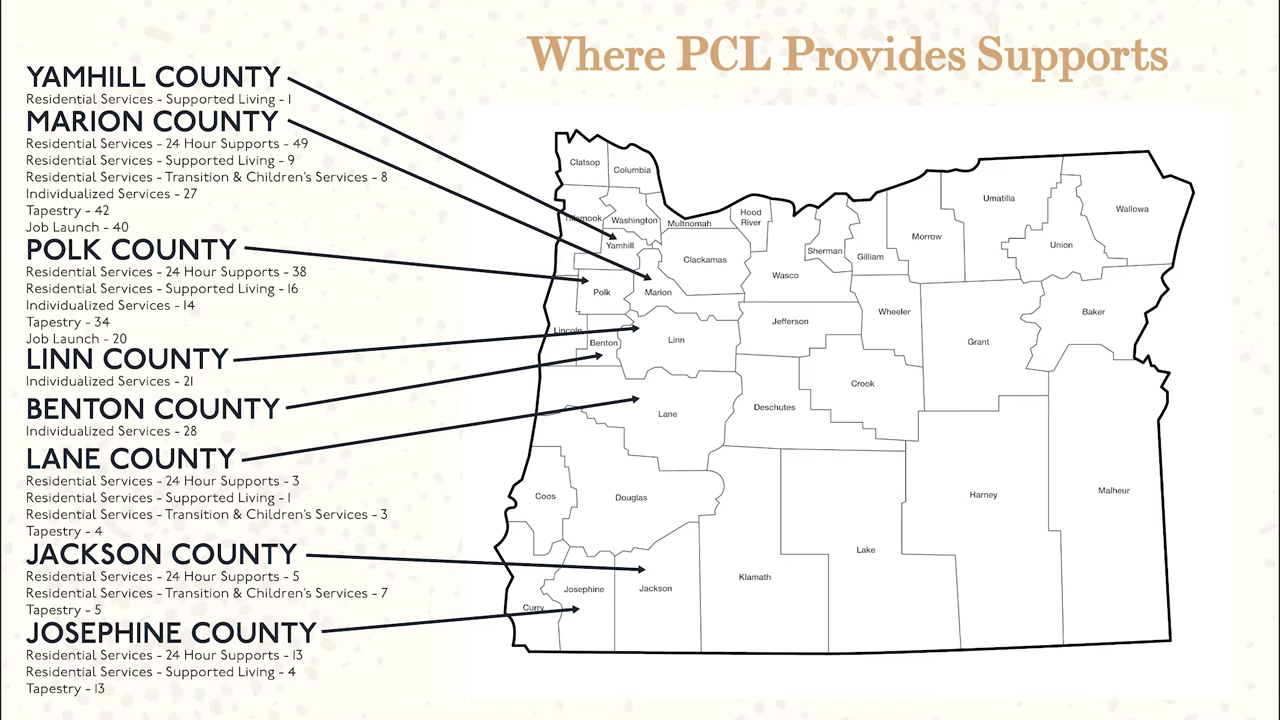 Where PCL Provides Supports
YAMHILL COUNTY
Residential Services - Supported Living - 1
MARION COUNTY
Residential Services - 24 Hour Supports - 49
Residential Services - Supported Living - 9
Residential Services - Transition & Children's Services - 8
Individualized Services - 27
Tapestry - 42
Job Launch - 40
POLK COUNTY
Residential Services - 24 Hour Supports - 38
Residential Services - Supported Living - 16
Individualized Services - 14
Tapestry - 34
Job Launch - 20
LINN COUNTY
Individualized Services - 21
BENTON COUNTY
Individualized Services - 28
LANE COUNTY
Residential Services - 24 Hour Supports - 3
Residential Services - Supported Living - 1
Residential Services - Transition & Children's Services - 3
Tapestry - 4
JACKSON COUNTY
Residential Services - 24 Hour Supports - 5
Residential Services - Transition & Children's Services - 7
Tapestry - 5
JOSEPHINE COUNTY
Residential Services - 24 Hour Supports - 13
Residential Services - Supported Living - 4
Tapestry - 13
Clatsop
Columbia
Tillamook
Washington
Multnomah
Hood
River
Yamhill
Clackamas
Sherman
Gilliam
Morrow
Umatilla
Union
Wallowa
Wasco
Polk
Marion
Jefferson
Wheeler
Grant
Baker
Lincoln
Benton
Linn
Crook
Deschutes
Lane
Coos
Douglas
Harney
Malheur
Lake
Klamath
Jackson
Josephine
Curry